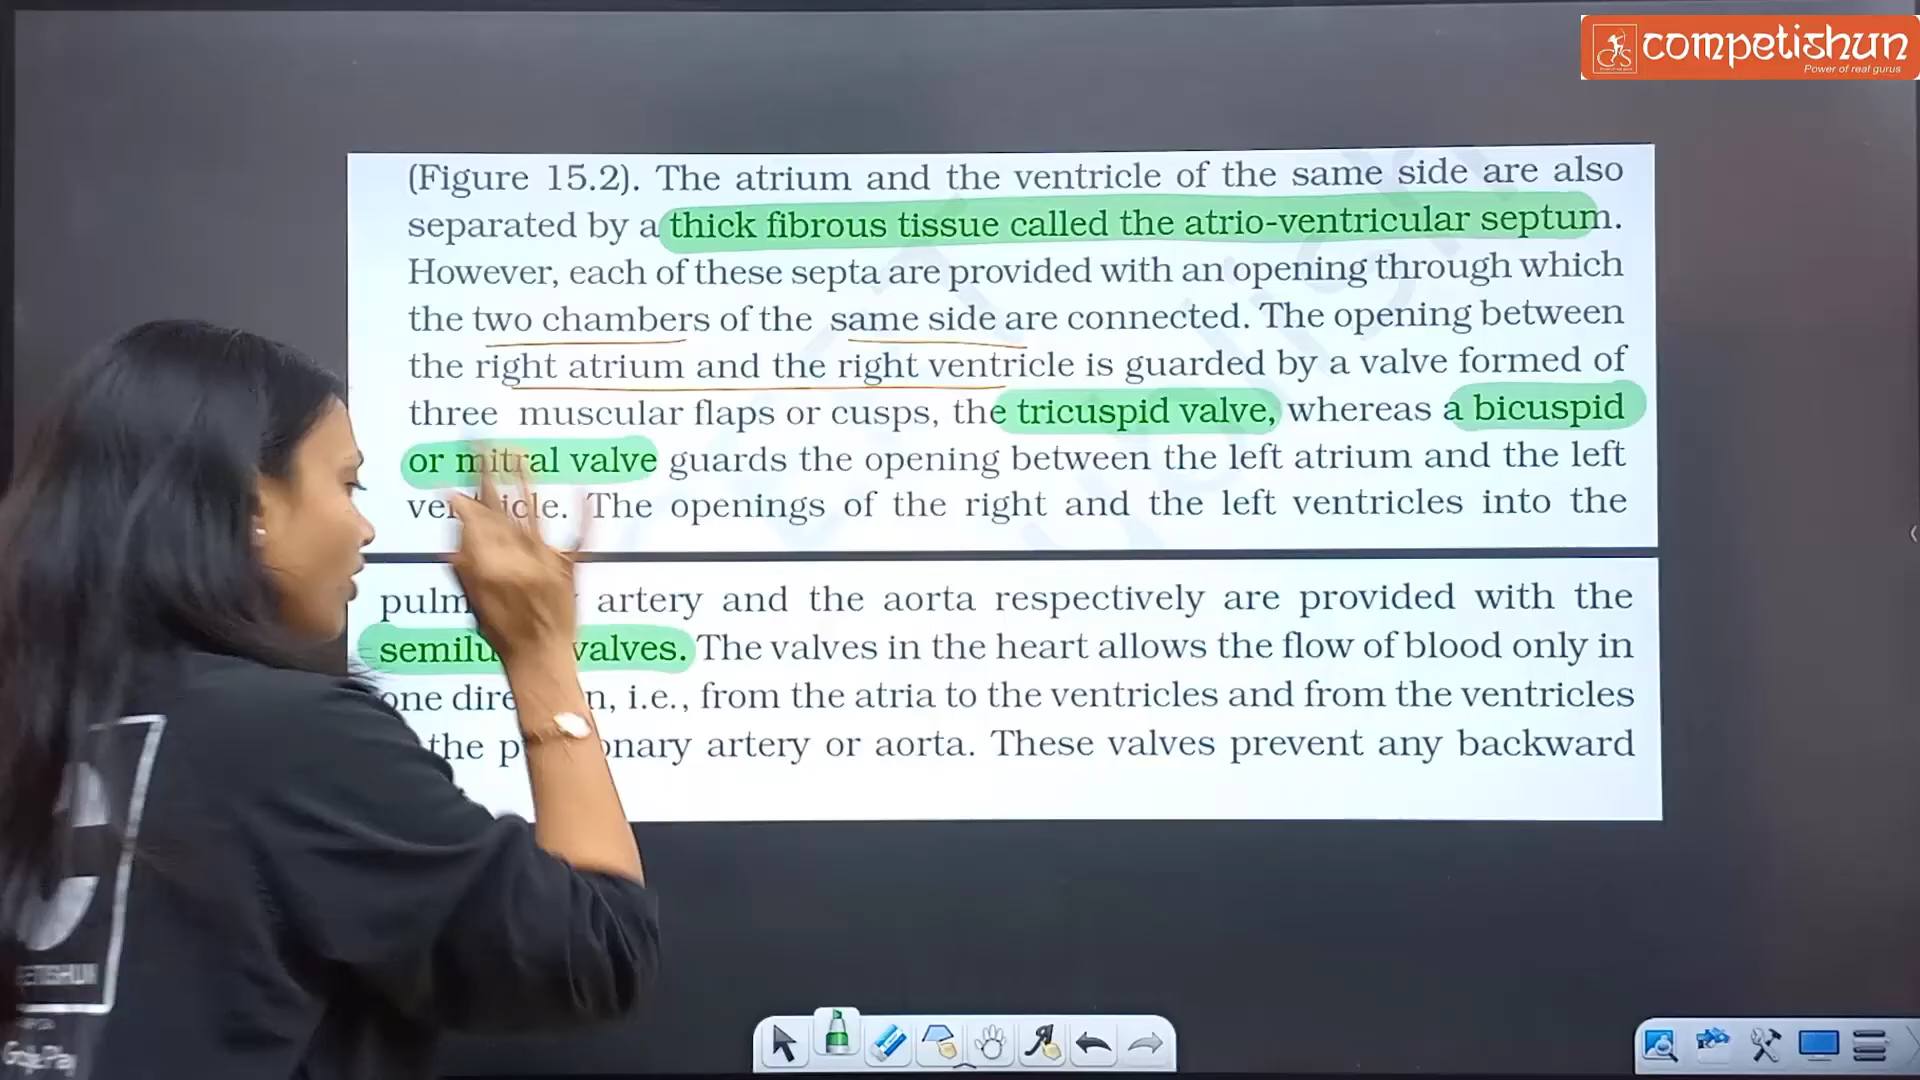 competishun
Power of real gurus
(Figure 15.2). The atrium and the ventricle of the same side are also
separated by a thick fibrous tissue called the atrio-ventricular septum.
However, each of these septa are provided with an opening through which
the two chambers of the same side are connected. The opening between
the right atrium and the right ventricle is guarded by a valve formed of
three muscular flaps or cusps, the tricuspid valve, whereas a bicuspid
or mitral valve guards the opening between the left atrium and the left
ventricle. The openings of the right and the left ventricles into the
artery and the aorta respectively are provided with the
valves. The valves in the heart allows the flow of blood only in
one i.e., from the atria to the ventricles and from the ventricles
the artery or aorta. These valves prevent any backward